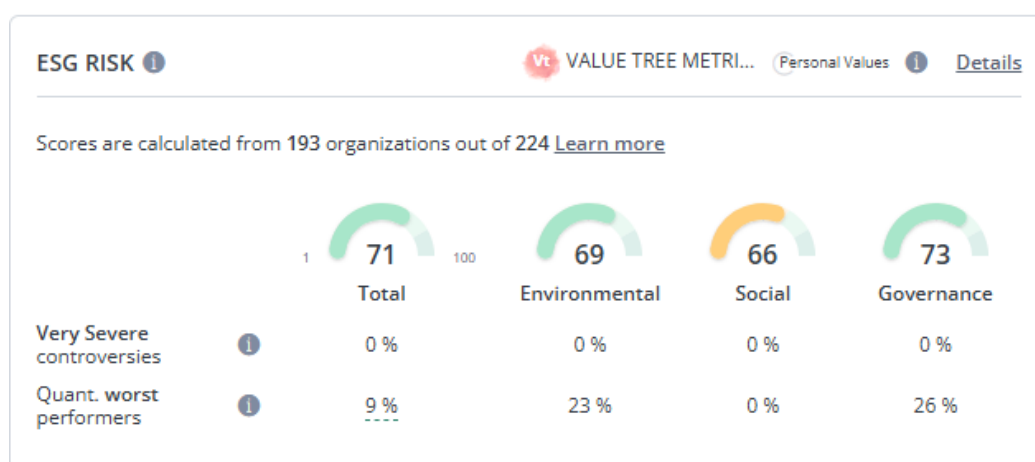 ESG RISK i Vt VALUE TREE METRI... Personal Values i Details
Scores are calculated from 193 organizations out of 224 Learn more
1 71 100 69 66 73
Total Environmental Social Governance
Very Severe
controversies i 0 % 0 % 0 % 0 %
Quant. worst
performers i 9 % 23 % 0 % 26 %